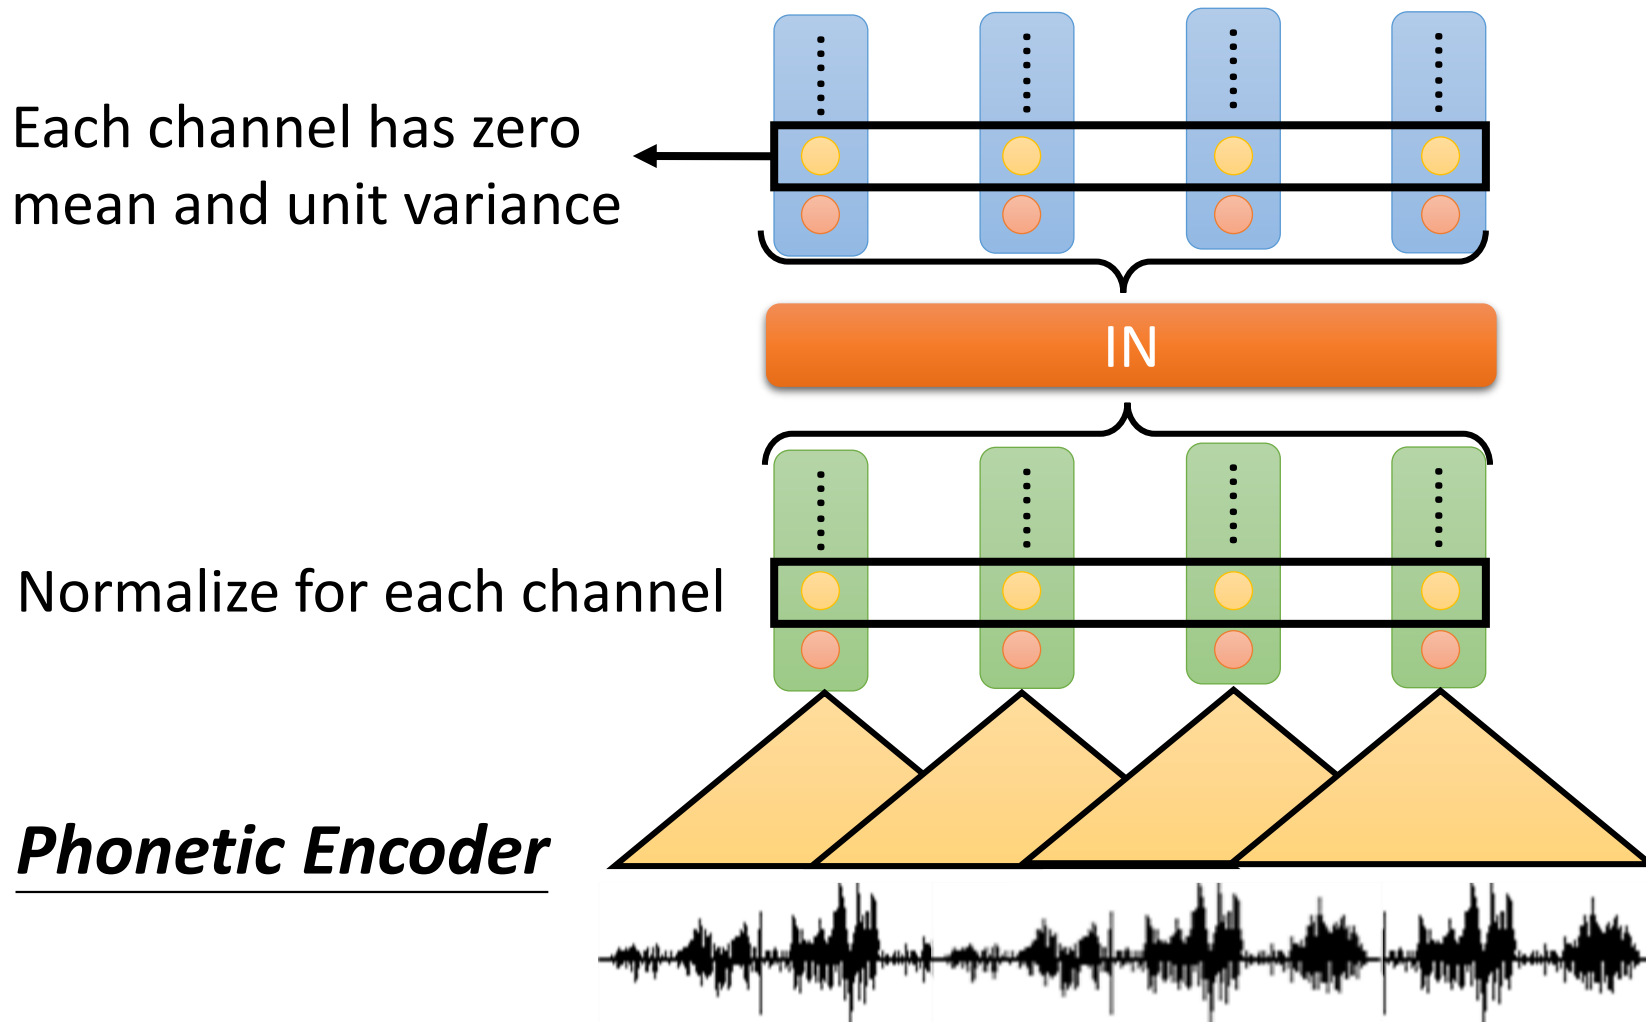 Each channel has zero
mean and unit variance
IN
Normalize for each channel
Phonetic Encoder